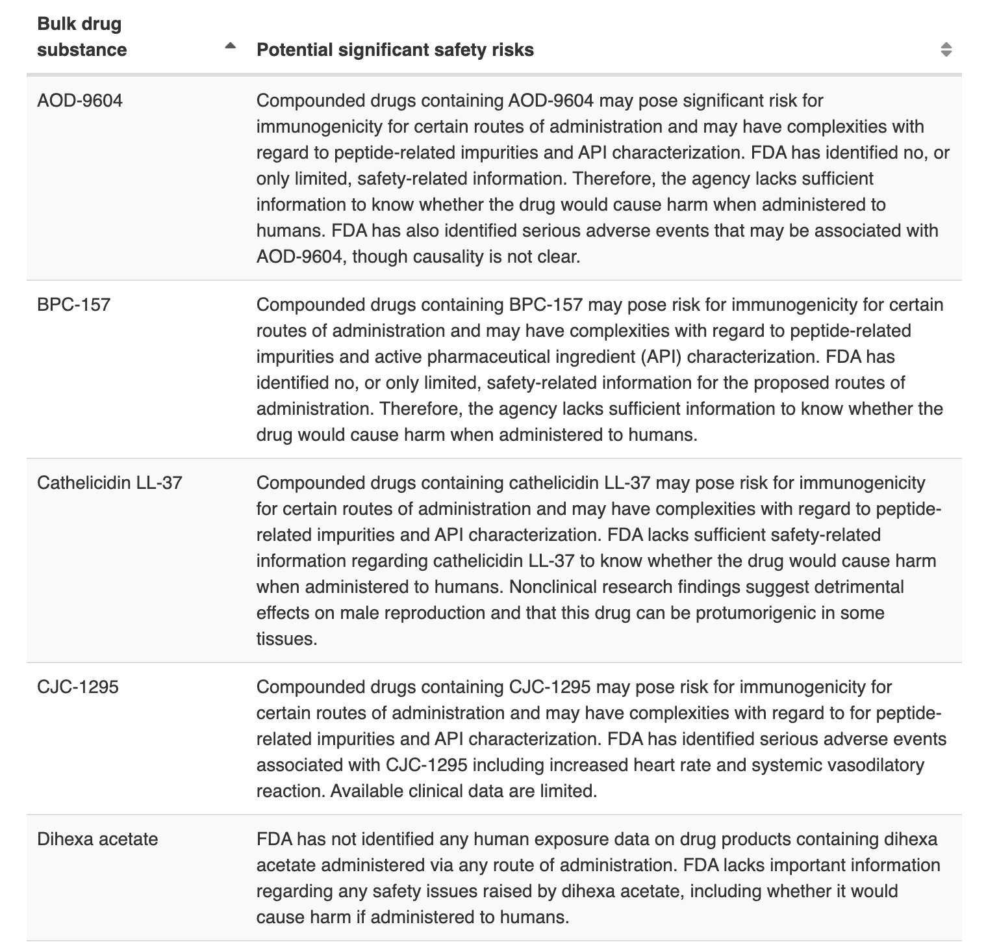 Bulk drug
substance
Potential significant safety risks
AOD-9604
Compounded drugs containing AOD-9604 may pose significant risk for
immunogenicity for certain routes of administration and may have complexities with
regard to peptide-related impurities and API characterization. FDA has identified no, or
only limited, safety-related information. Therefore, the agency lacks sufficient
information to know whether the drug would cause harm when administered to
humans. FDA has also identified serious adverse events that may be associated with
AOD-9604, though causality is not clear.
BPC-157
Compounded drugs containing BPC-157 may pose risk for immunogenicity for certain
routes of administration and may have complexities with regard to peptide-related
impurities and active pharmaceutical ingredient (API) characterization. FDA has
identified no, or only limited, safety-related information for the proposed routes of
administration. Therefore, the agency lacks sufficient information to know whether the
drug would cause harm when administered to humans.
Cathelicidin LL-37
Compounded drugs containing cathelicidin LL-37 may pose risk for immunogenicity
for certain routes of administration and may have complexities with regard to peptide-
related impurities and API characterization. FDA lacks sufficient safety-related
information regarding cathelicidin LL-37 to know whether the drug would cause harm
when administered to humans. Nonclinical research findings suggest detrimental
effects on male reproduction and that this drug can be protumorigenic in some
tissues.
CJC-1295
Compounded drugs containing CJC-1295 may pose risk for immunogenicity for
certain routes of administration and may have complexities with regard to for peptide-
related impurities and API characterization. FDA has identified serious adverse events
associated with CJC-1295 including increased heart rate and systemic vasodilatory
reaction. Available clinical data are limited.
Dihexa acetate
FDA has not identified any human exposure data on drug products containing dihexa
acetate administered via any route of administration. FDA lacks important information
regarding any safety issues raised by dihexa acetate, including whether it would
cause harm if administered to humans.